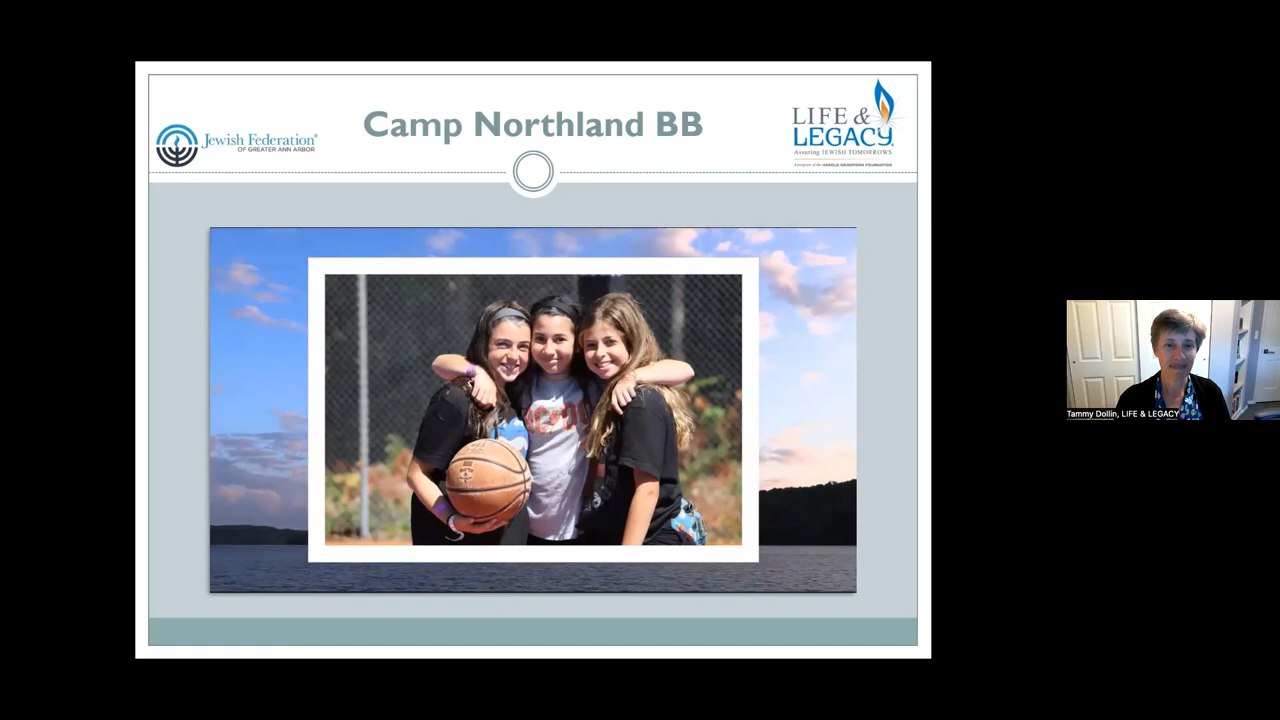 Camp Northland BB
Jewish Federation®
OF GREATER ANN ARBOR
LIFE &
LEGACY®
Assuring JEWISH TOMORROWS
A program of the HAROLD GRINSPOON FOUNDATION
Tammy Dollin, LIFE & LEGACY